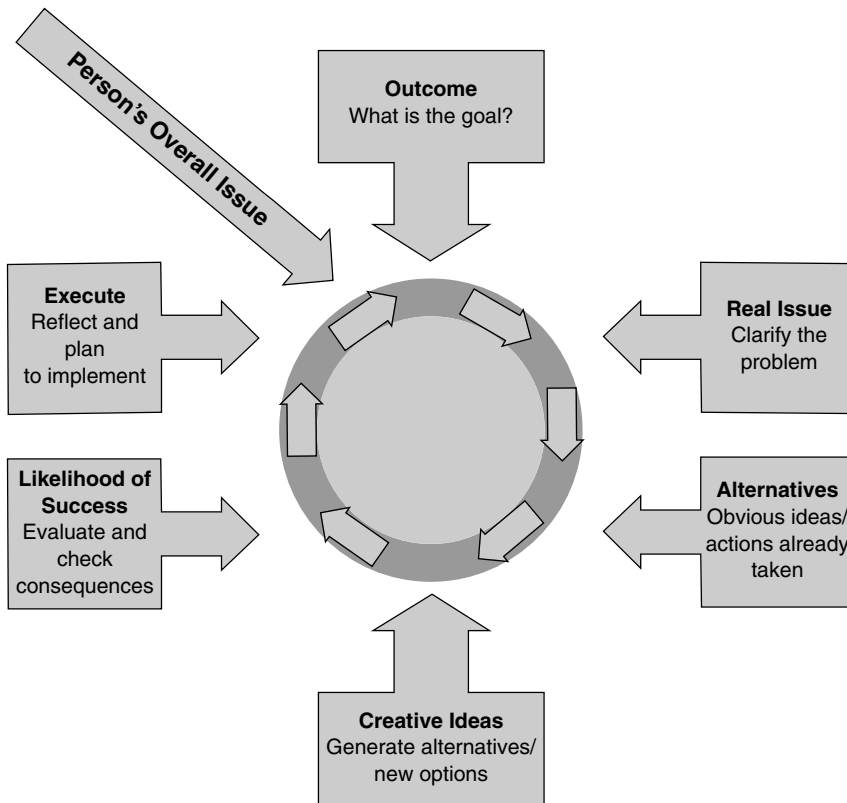 Person's Overall Issue
Outcome
What is the goal?
Real Issue
Clarify the
problem
Alternatives
Obvious ideas/
actions already
taken
Creative Ideas
Generate alternatives/
new options
Likelihood of
Success
Evaluate and
check
consequences
Execute
Reflect and
plan
to implement